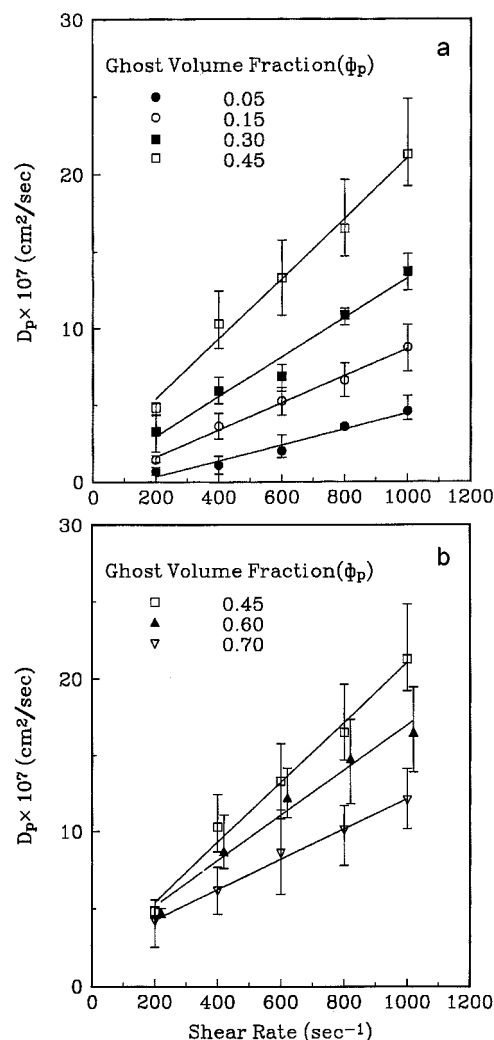 30
a
Ghost Volume Fraction(ϕp)
● 0.05
○ 0.15
■ 0.30
□ 0.45
20
10
0
Dp × 10⁷ (cm²/sec)
0 200 400 600 800 1000 1200
30
b
Ghost Volume Fraction(ϕp)
□ 0.45
▲ 0.60
▽ 0.70
20
10
0
Dp × 10⁷ (cm²/sec)
0 200 400 600 800 1000 1200
Shear Rate (sec⁻¹)